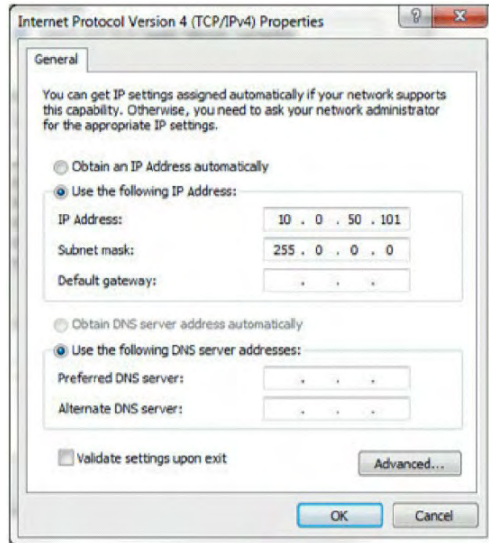 Internet Protocol Version 4 (TCP/IPv4) Properties
General
You can get IP settings assigned automatically if your network supports
this capability. Otherwise, you need to ask your network administrator
for the appropriate IP settings.
Obtain an IP Address automatically
Use the following IP Address:
IP Address: 10 . 0 . 50 . 101
Subnet mask: 255 . 0 . 0 . 0
Default gateway: . . .
Obtain DNS server address automatically
Use the following DNS server addresses:
Preferred DNS server: . . .
Alternate DNS server: . . .
Validate settings upon exit
Advanced...
OK Cancel